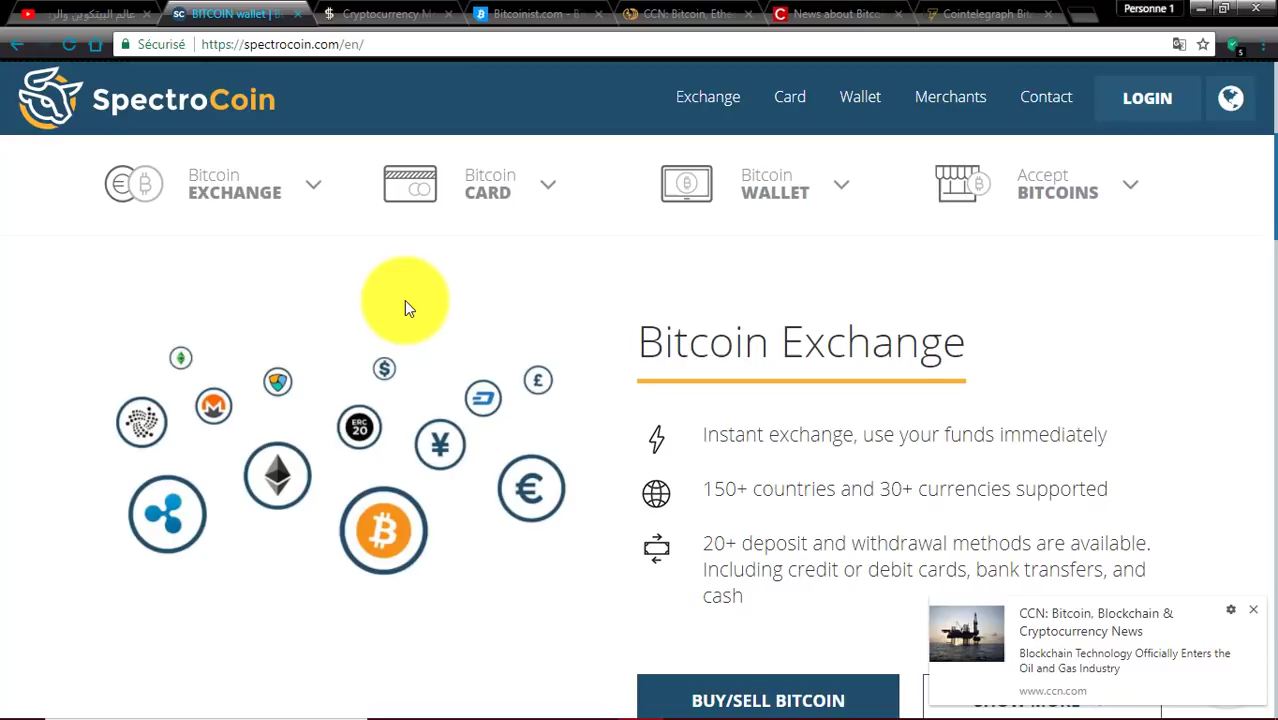 عالم البيتكوين والر
BITCOIN wallet |
Cryptocurrency M
Bitcoinist.com - B
CCN: Bitcoin, Ethe
News about Bitco
Cointelegraph Bit
Personne 1
Sécurisé
https://spectrocoin.com/en/
SpectroCoin
Exchange
Card
Wallet
Merchants
Contact
LOGIN
Bitcoin
EXCHANGE
Bitcoin
CARD
Bitcoin
WALLET
Accept
BITCOINS
Bitcoin Exchange
ERC
20
Instant exchange, use your funds immediately
150+ countries and 30+ currencies supported
20+ deposit and withdrawal methods are available.
Including credit or debit cards, bank transfers, and
cash
CCN: Bitcoin, Blockchain &
Cryptocurrency News
Blockchain Technology Officially Enters the
Oil and Gas Industry
www.ccn.com
BUY/SELL BITCOIN